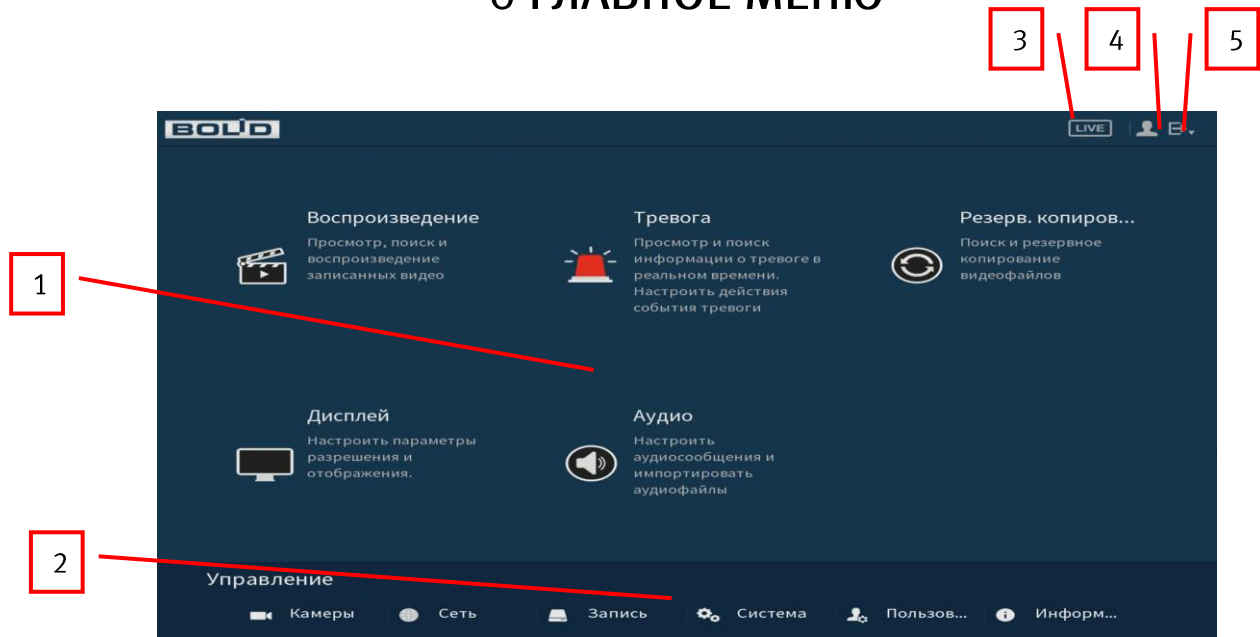 ГЛАВНОЕ МЕНЮ
3
4
5
BOLID
LIVE
Воспроизведение
Просмотр, поиск и
воспроизведение
записанных видео
Тревога
Просмотр и поиск
информации о тревоге в
реальном времени.
Настроить действия
события тревоги
Резерв. копиров...
Поиск и резервное
копирование
видеофайлов
1
Дисплей
Настроить параметры
разрешения и
отображения.
Аудио
Настроить
аудиосообщения и
импортировать
аудиофайлы
2
Управление
Камеры
Сеть
Запись
Система
Пользов...
Информ...